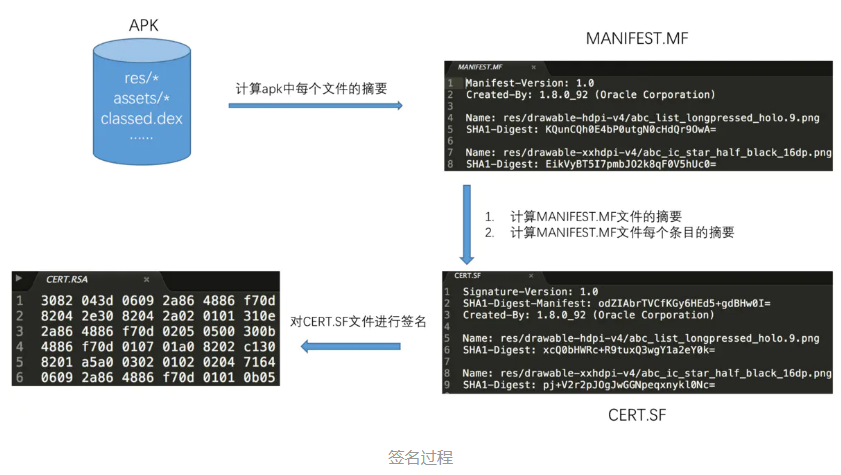 APK
res/*
assets/*
classed.dex
......
计算apk中每个文件的摘要
MANIFEST.MF
MANIFEST.MF ×
1 Manifest-Version: 1.0
2 Created-By: 1.8.0_92 (Oracle Corporation)
3
4 Name: res/drawable-hdpi-v4/abc_list_longpressed_holo.9.png
5 SHA1-Digest: KQunCQh0E4bP0utgN0cHdQr9OwA=
6
7 Name: res/drawable-xxhdpi-v4/abc_ic_star_half_black_16dp.png
8 SHA1-Digest: EikVyBT5I7pmbJO2k8qF0V5hUc0=
1. 计算MANIFEST.MF文件的摘要
2. 计算MANIFEST.MF文件每个条目的摘要
CERT.SF ×
1 Signature-Version: 1.0
2 SHA1-Digest-Manifest: odZIAbrTVCfKGy6HEd5+gdBHw0I=
3 Created-By: 1.8.0_92 (Oracle Corporation)
4
5 Name: res/drawable-hdpi-v4/abc_list_longpressed_holo.9.png
6 SHA1-Digest: xcQ0bHWRc+R9tuxQ3wgY1a2eY0k=
7
8 Name: res/drawable-xxhdpi-v4/abc_ic_star_half_black_16dp.png
9 SHA1-Digest: pj+V2r2pJOgJwGGNpeqxnykl0Nc=
CERT.SF
对CERT.SF文件进行签名
CERT.RSA ×
1 3082 043d 0609 2a86 4886 f70d
2 8204 2e30 8204 2a02 0101 310e
3 2a86 4886 f70d 0205 0500 300b
4 4886 f70d 0107 01a0 8202 c130
5 8201 a5a0 0302 0102 0204 7164
6 0609 2a86 4886 f70d 0101 0b05
签名过程